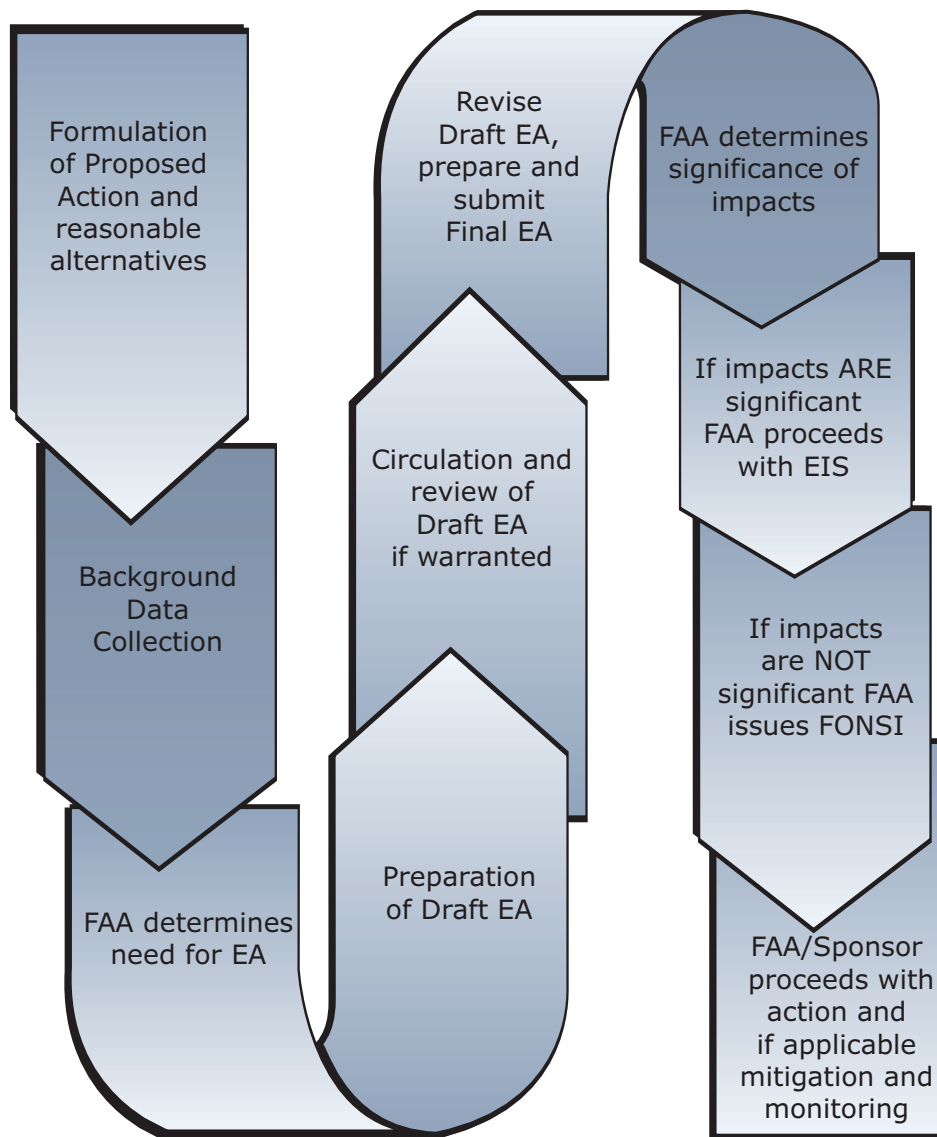 Formulation
of Proposed
Action and
reasonable
alternatives
Background
Data
Collection
FAA determines
need for EA
Preparation
of Draft EA
Circulation and
review of
Draft EA
if warranted
Revise
Draft EA,
prepare and
submit
Final EA
FAA determines
significance of
impacts
If impacts ARE
significant
FAA proceeds
with EIS
If impacts
are NOT
significant FAA
issues FONSI
FAA/Sponsor
proceeds with
action and
if applicable
mitigation and
monitoring